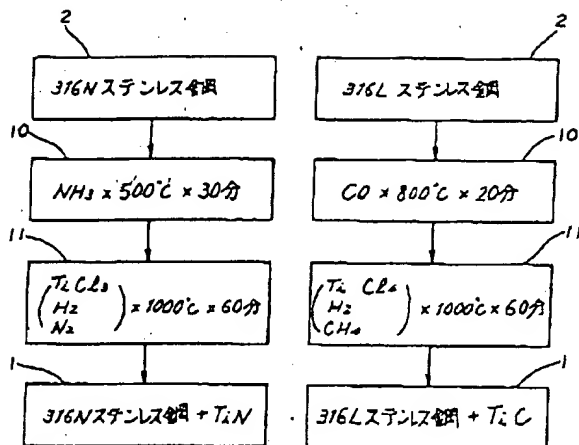 2
316Nステンレス鋼
10
NH3×500℃×30分
11
TiCl3
H2
N2
×1000℃×60分
1
316Nステンレス鋼+TiN
2
316Lステンレス鋼
10
CO×800℃×20分
11
Ti Cl4
H2
CH4
×1000℃×60分
1
316Lステンレス鋼+TiC